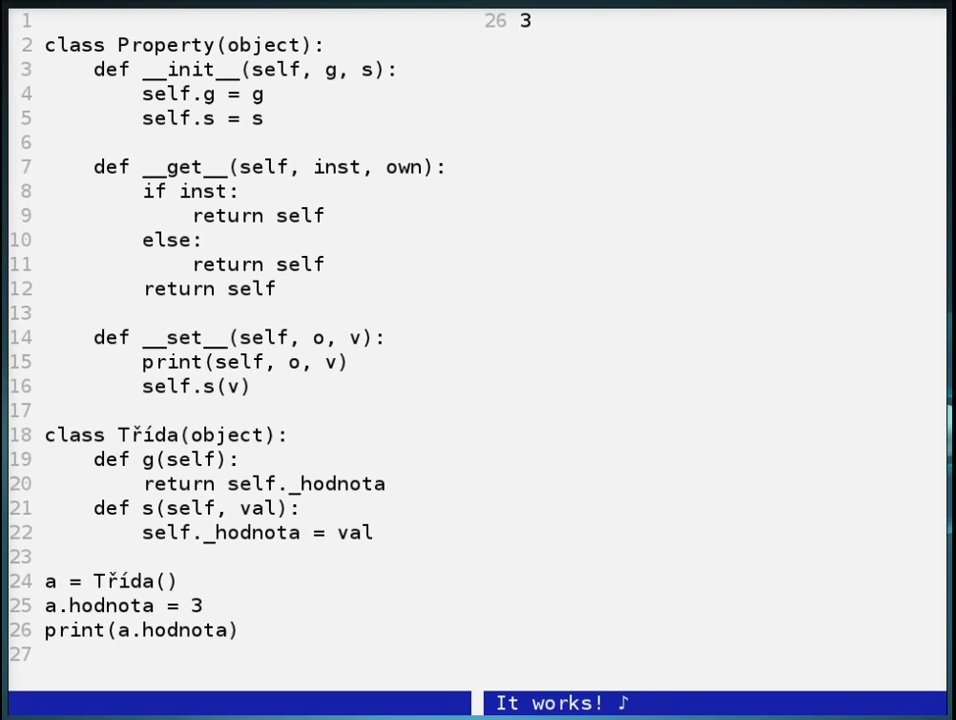 1
2 class Property(object):
3     def __init__(self, g, s):
4         self.g = g
5         self.s = s
6
7     def __get__(self, inst, own):
8         if inst:
9             return self
10         else:
11             return self
12         return self
13
14     def __set__(self, o, v):
15         print(self, o, v)
16         self.s(v)
17
18 class Třída(object):
19     def g(self):
20         return self._hodnota
21     def s(self, val):
22         self._hodnota = val
23
24 a = Třída()
25 a.hodnota = 3
26 print(a.hodnota)
27
26 3
It works! ♪